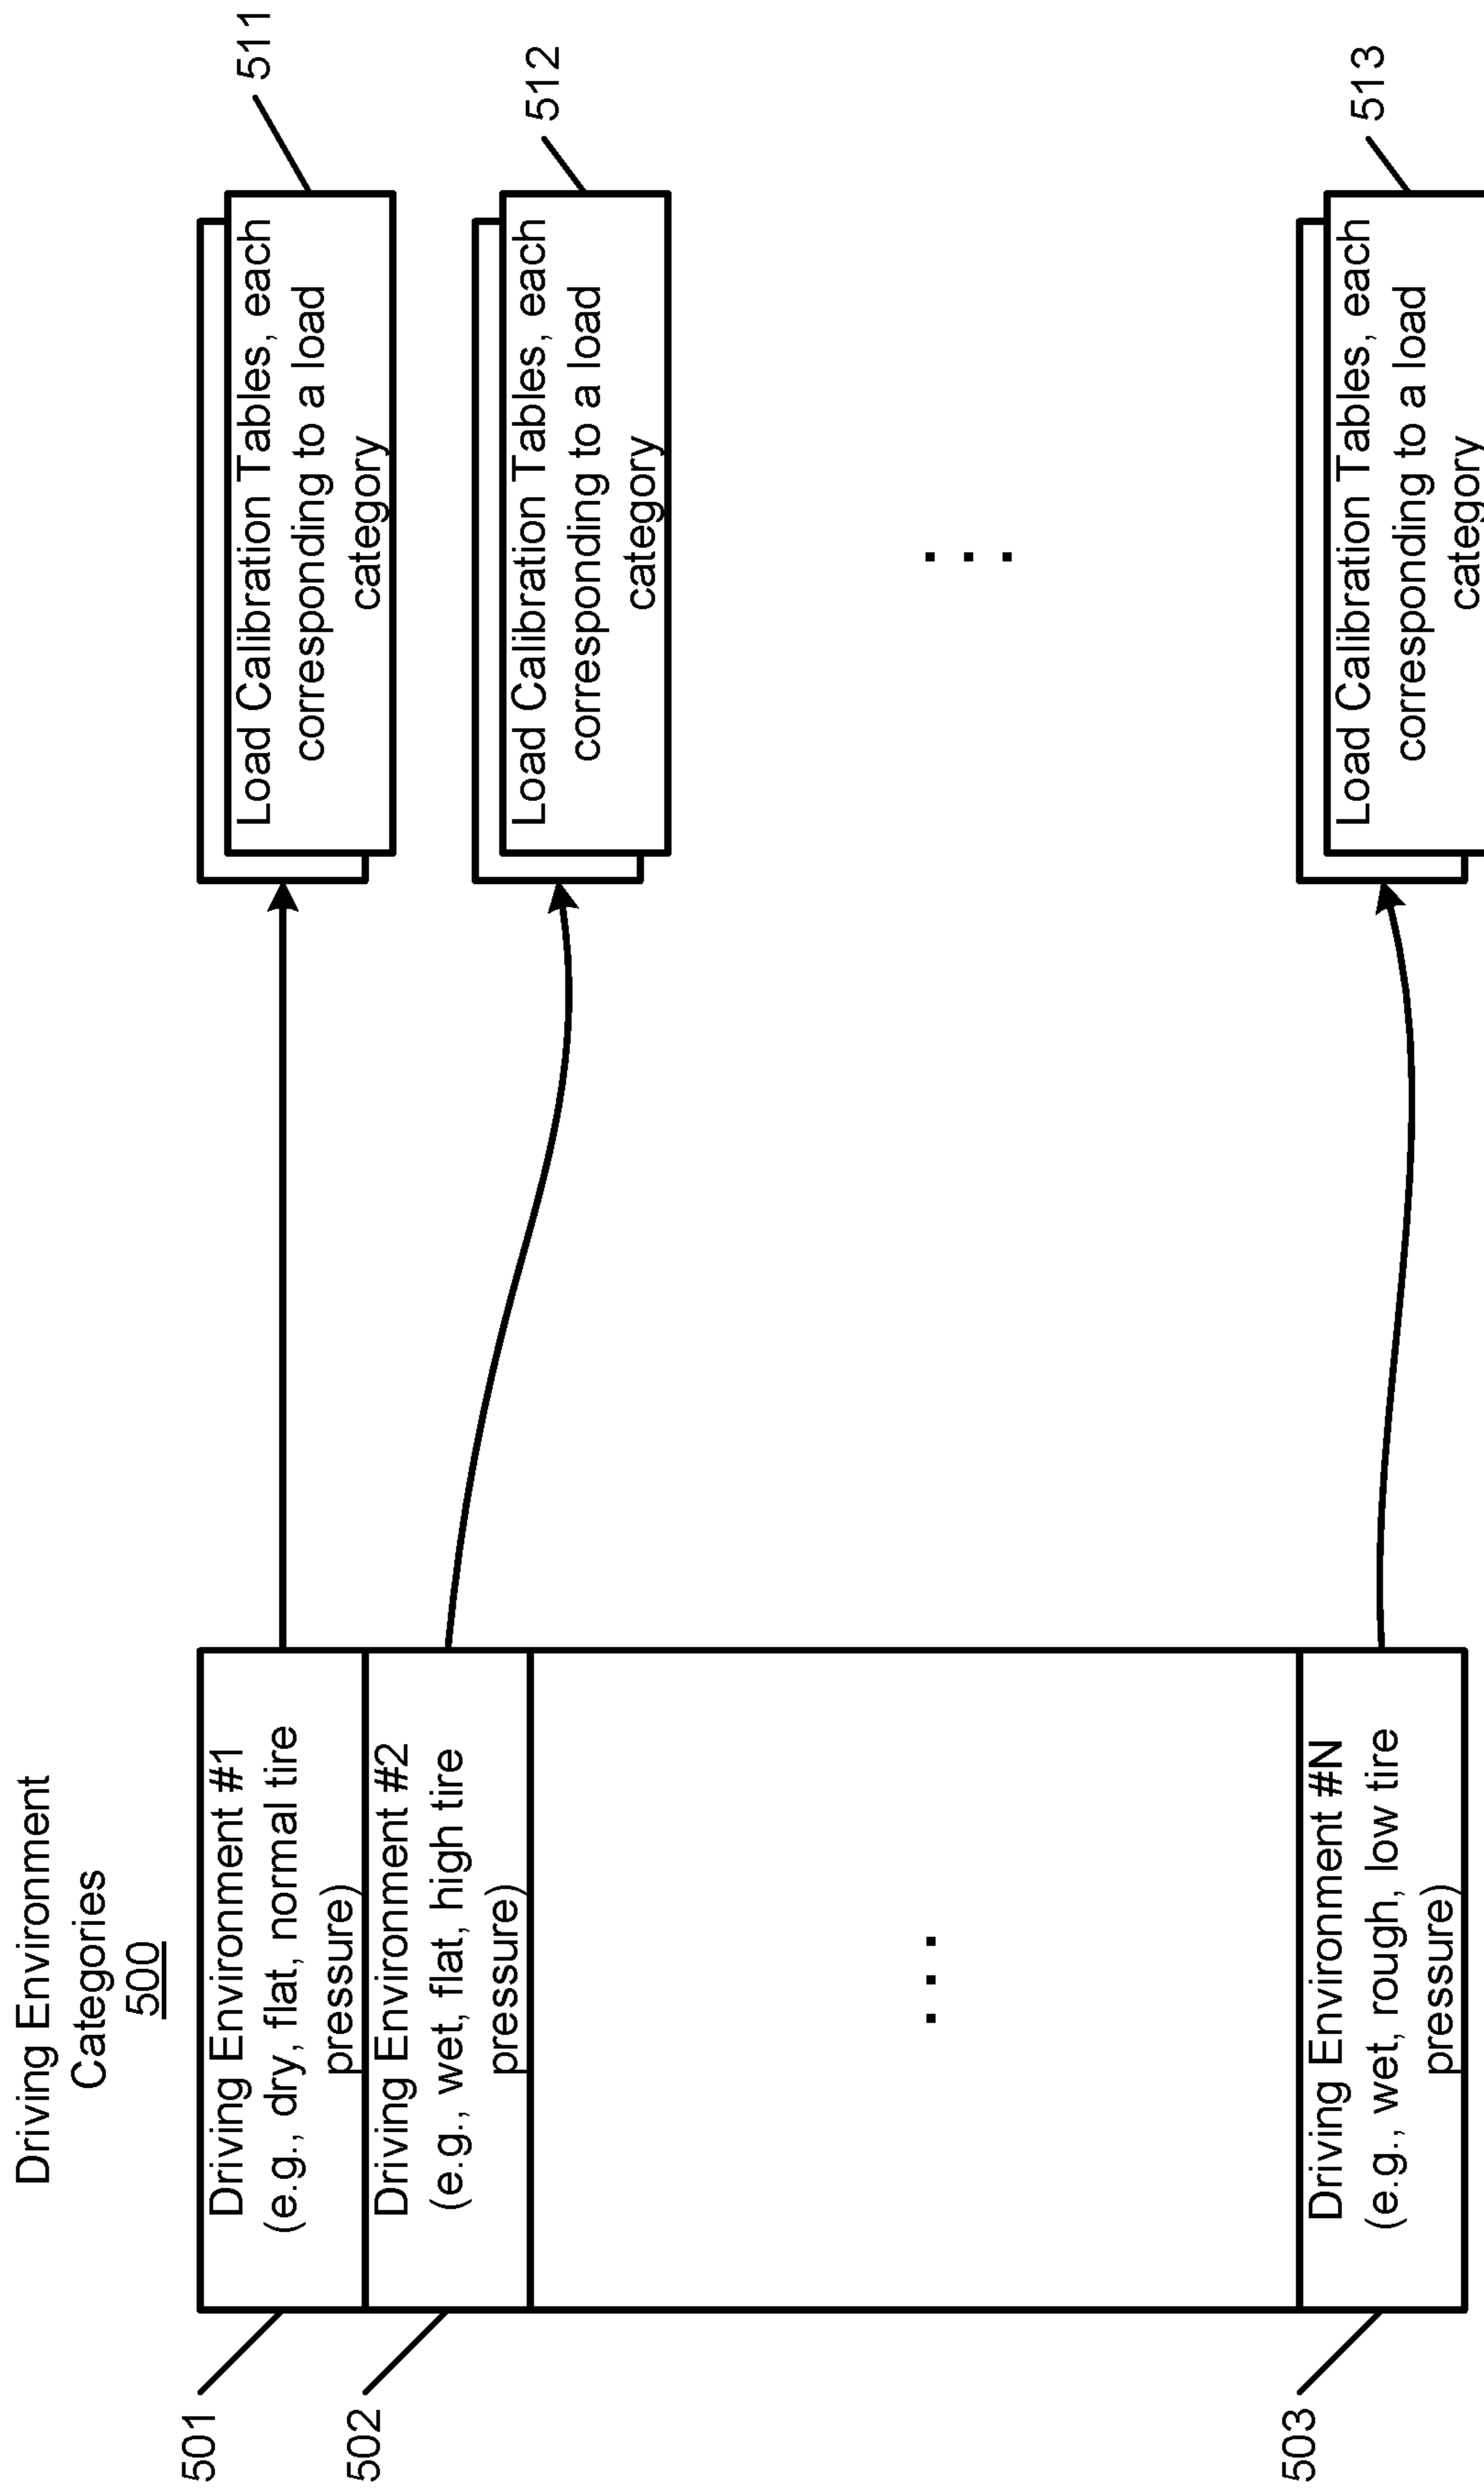 Driving Environment
Categories
500
501
Driving Environment #1
(e.g., dry, flat, normal tire
pressure)
502
Driving Environment #2
(e.g., wet, flat, high tire
pressure)
. . .
503
Driving Environment #N
(e.g., wet, rough, low tire
pressure)
Load Calibration Tables, each
corresponding to a load
category
511
Load Calibration Tables, each
corresponding to a load
category
512
. . .
Load Calibration Tables, each
corresponding to a load
category
513